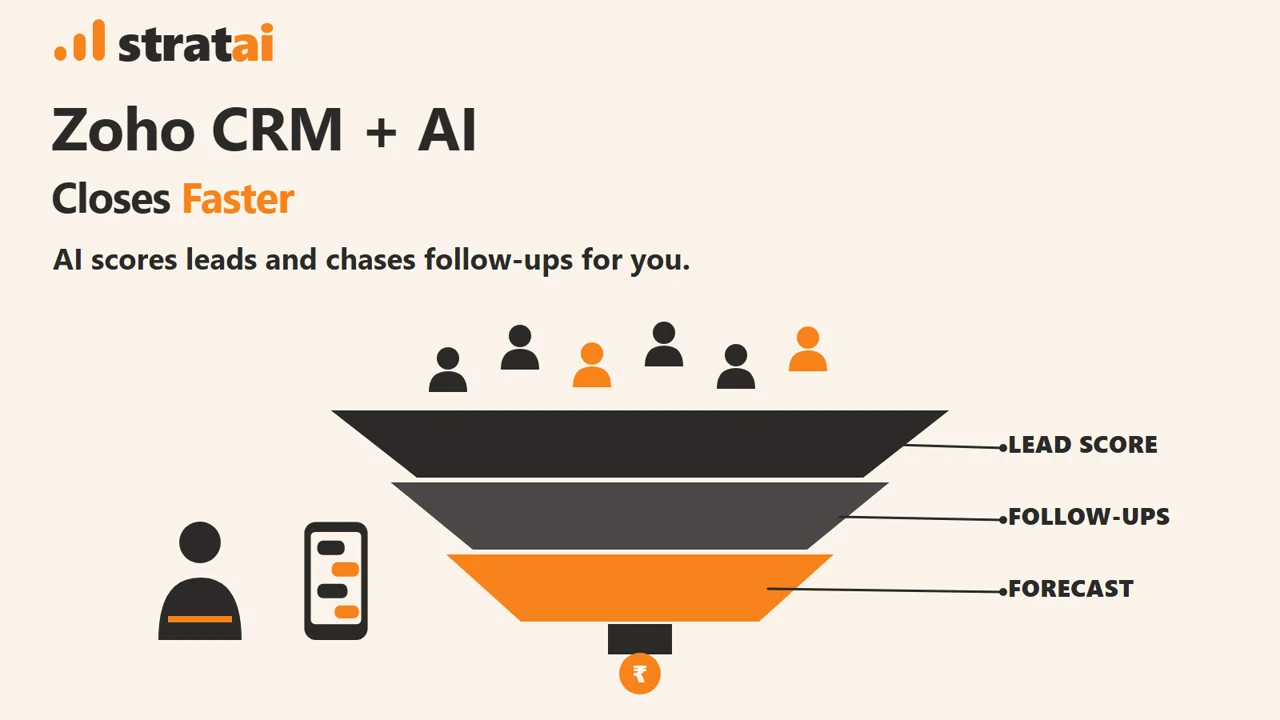 stratai
Zoho CRM + AI
Closes Faster
AI scores leads and chases follow-ups for you.
LEAD SCORE
FOLLOW-UPS
FORECAST
₹